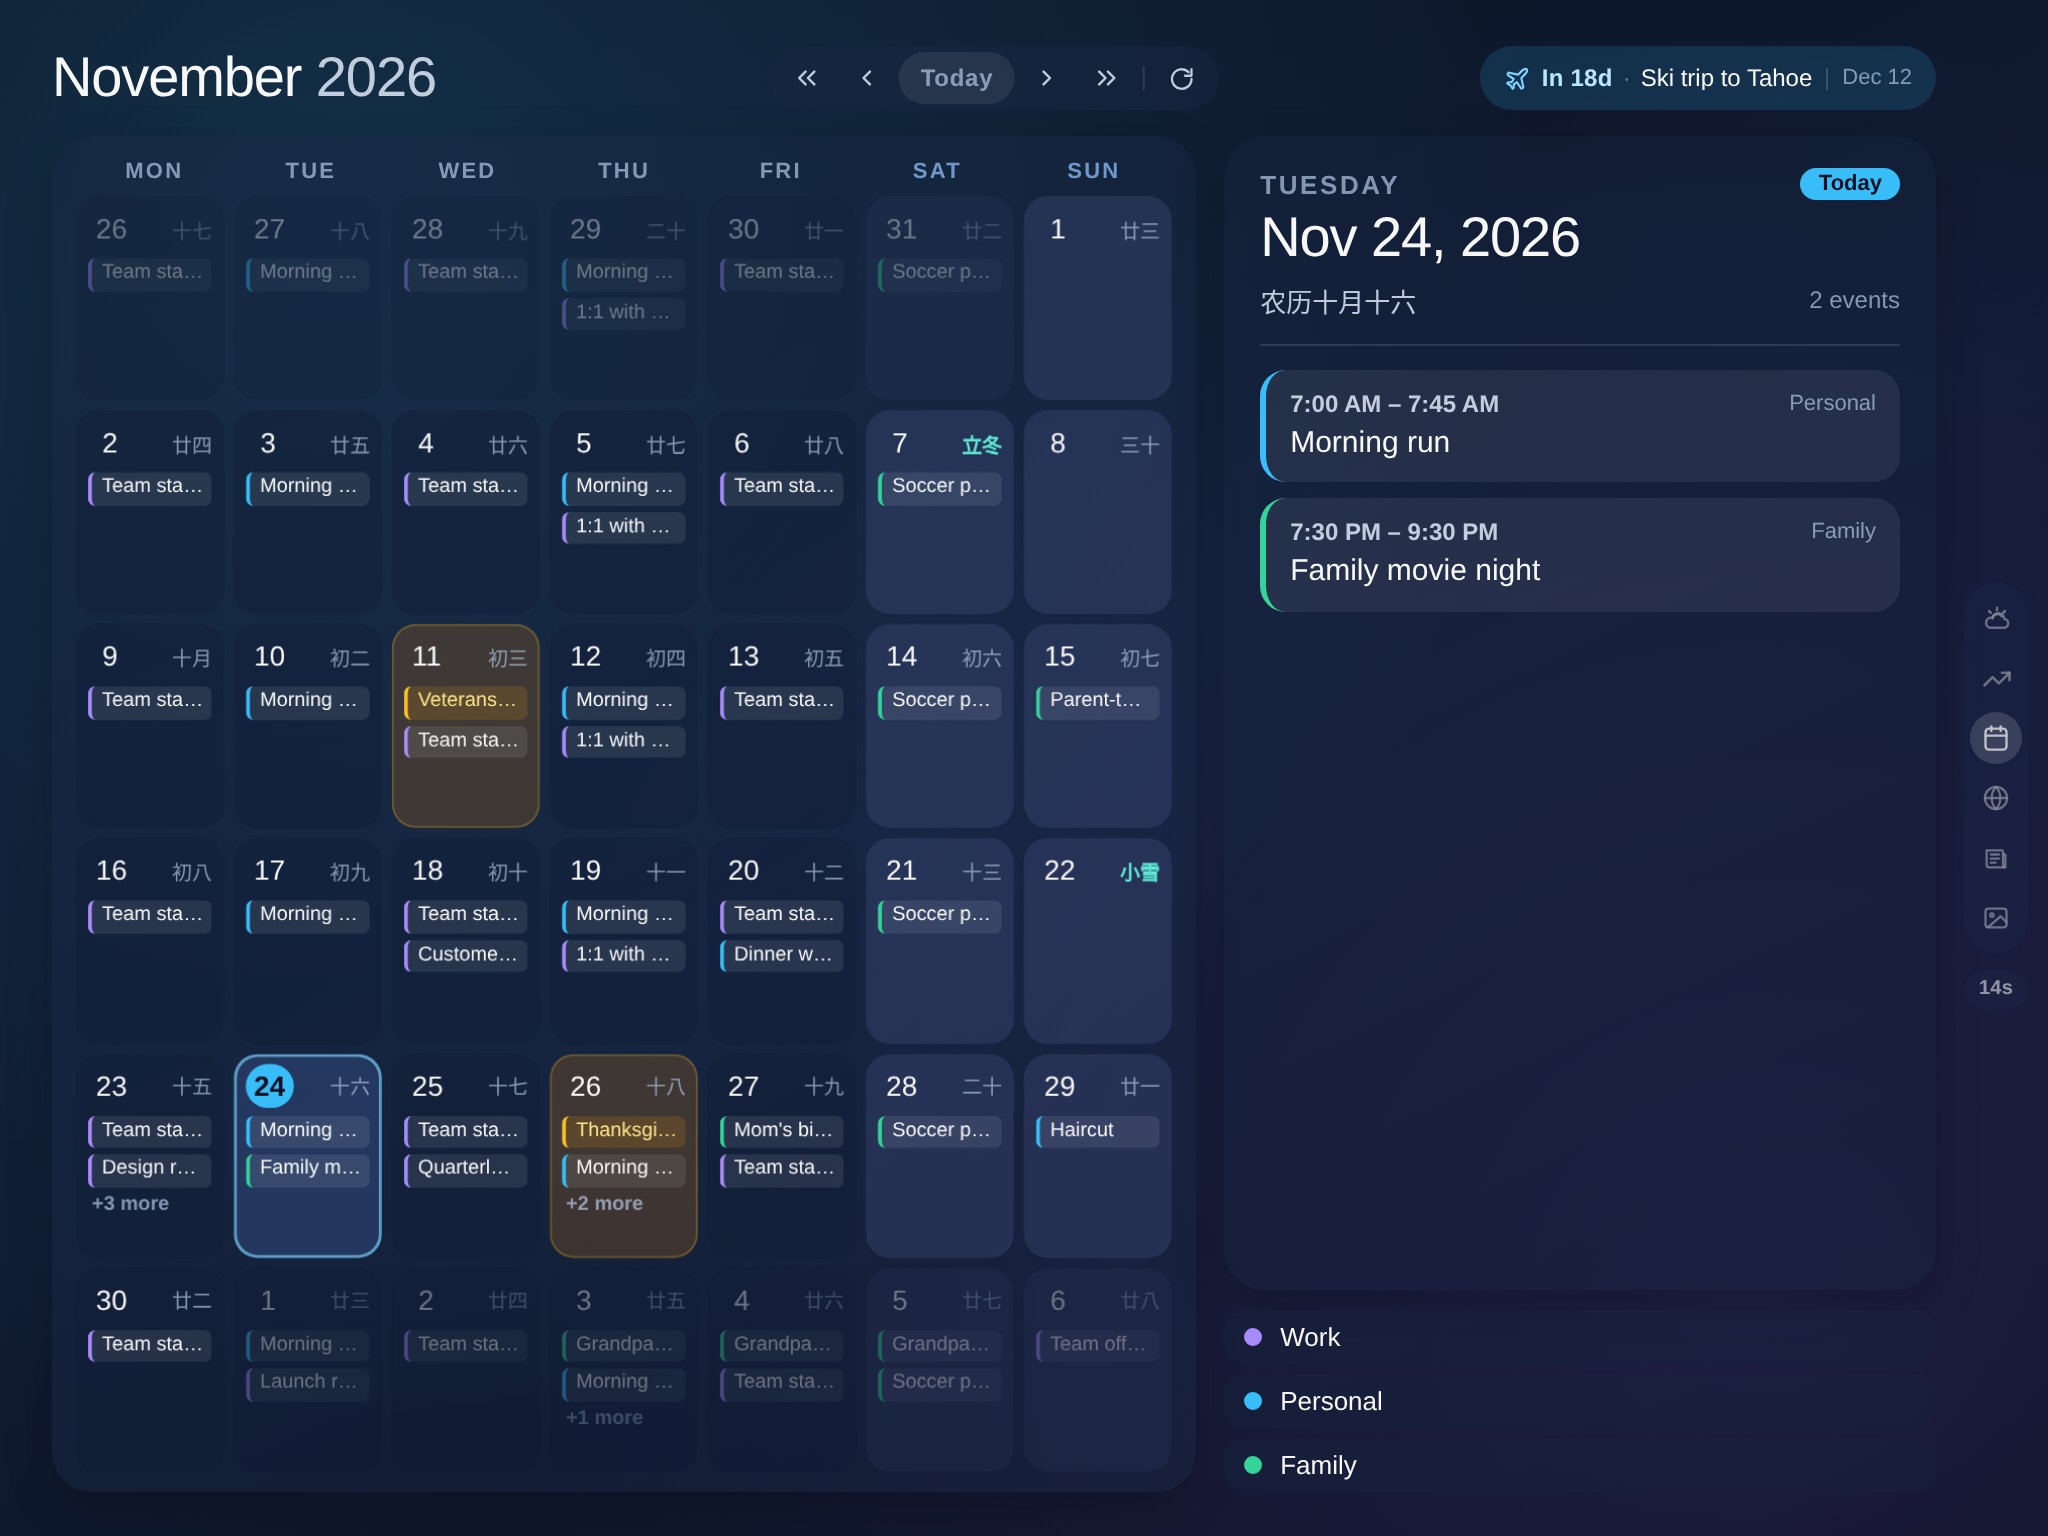 November 2026
Today
In 18d · Ski trip to Tahoe | Dec 12
MON TUE WED THU FRI SAT SUN
26 十七 27 十八 28 十九 29 二十 30 廿一 31 廿二 1 廿三
Team sta... Morning ... Team sta... Morning ... Team sta... Soccer p...
1:1 with ...
2 廿四 3 廿五 4 廿六 5 廿七 6 廿八 7 立冬 8 三十
Team sta... Morning ... Team sta... Morning ... Team sta... Soccer p...
1:1 with ...
9 十月 10 初二 11 初三 12 初四 13 初五 14 初六 15 初七
Team sta... Morning ... Veterans... Morning ... Team sta... Soccer p... Parent-t...
Team sta... 1:1 with ...
16 初八 17 初九 18 初十 19 十一 20 十二 21 十三 22 小雪
Team sta... Morning ... Team sta... Morning ... Team sta... Soccer p...
Custome... 1:1 with ... Dinner w...
23 十五 24 十六 25 十七 26 十八 27 十九 28 二十 29 廿一
Team sta... Morning ... Team sta... Thanksgi... Mom's bi... Soccer p... Haircut
Design r... Family m... Quarterl... Morning ... Team sta...
+3 more +2 more
30 廿二 1 廿三 2 廿四 3 廿五 4 廿六 5 廿七 6 廿八
Team sta... Morning ... Team sta... Grandpa... Grandpa... Grandpa... Team off...
Launch r... Morning ... Team sta... Soccer p...
+1 more
TUESDAY Today
Nov 24, 2026
农历十月十六 2 events
7:00 AM – 7:45 AM Personal
Morning run
7:30 PM – 9:30 PM Family
Family movie night
Work
Personal
Family
14s